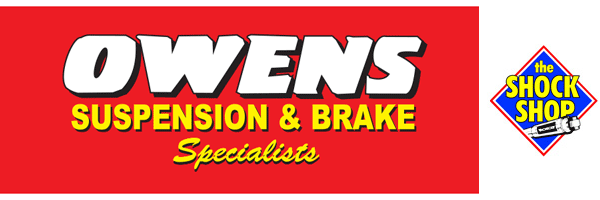 OWENS
SUSPENSION & BRAKE
Specialists
the
SHOCK
SHOP